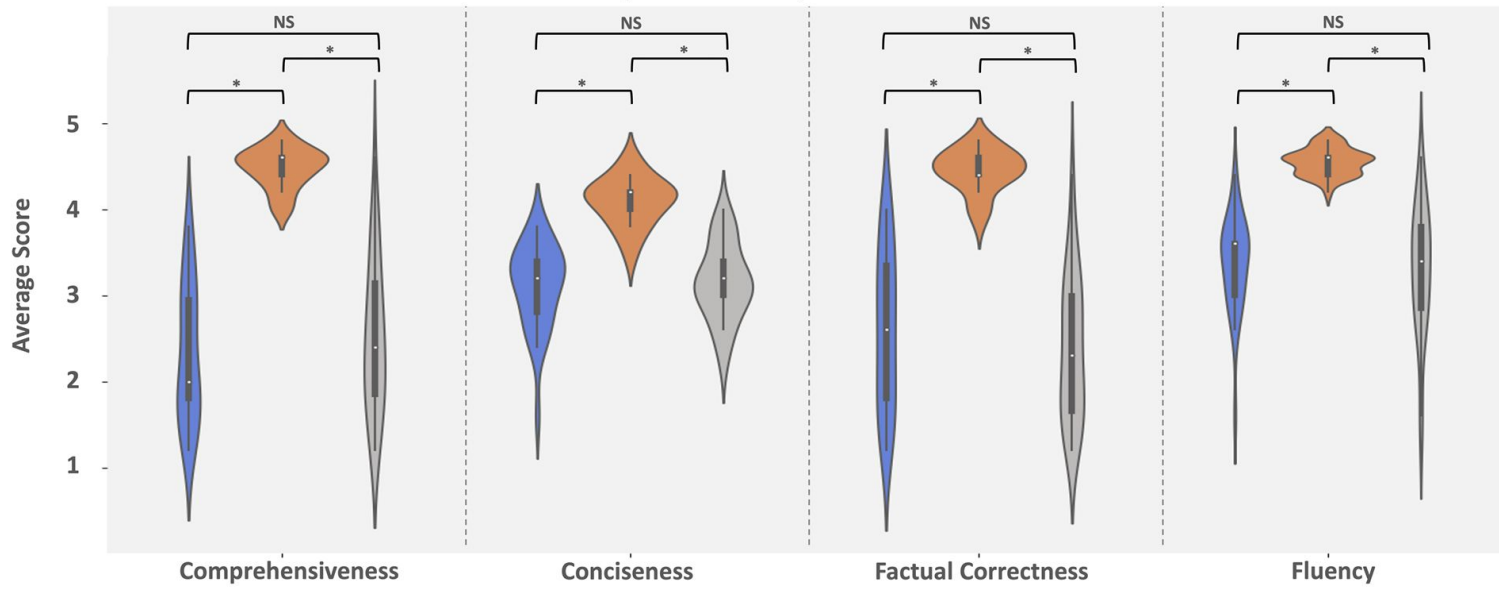 NS NS NS NS
* * * *
* * * *
5
4
3
2
1
Average Score
Comprehensiveness Conciseness Factual Correctness Fluency